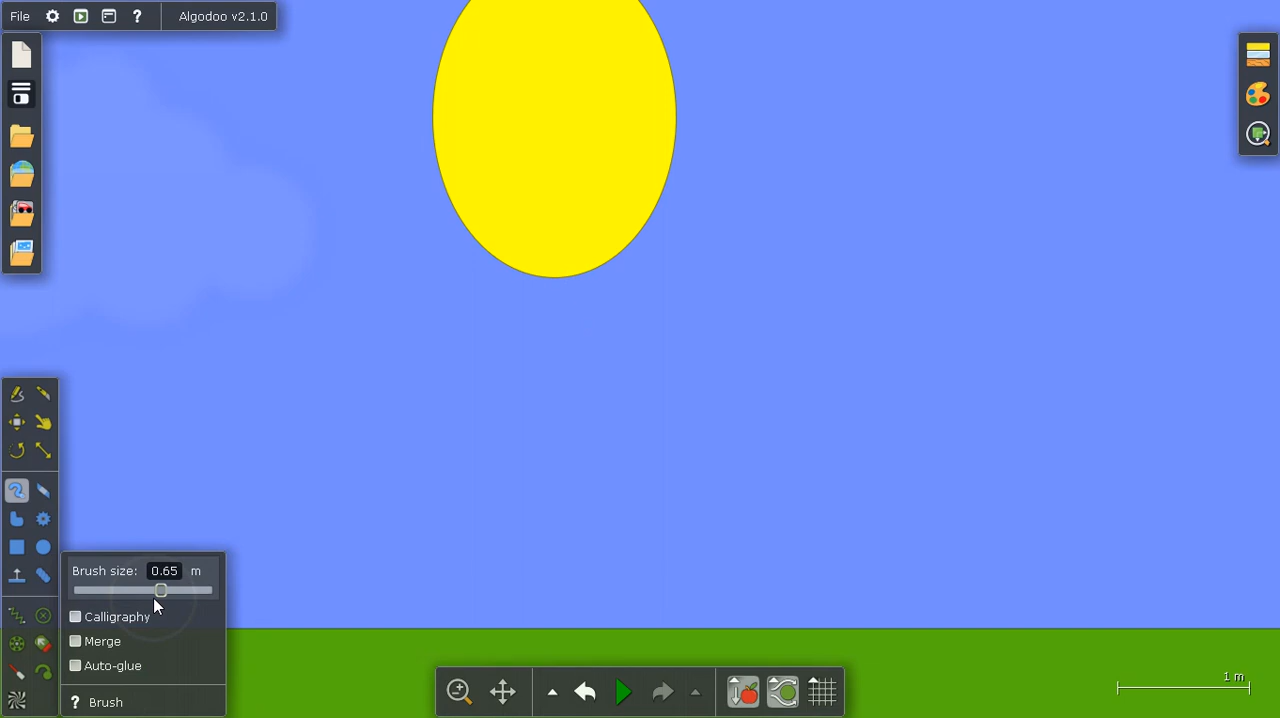 File ? Algodoo v2.1.0
Brush size: 0.65 m
Calligraphy
Merge
Auto-glue
? Brush
1 m